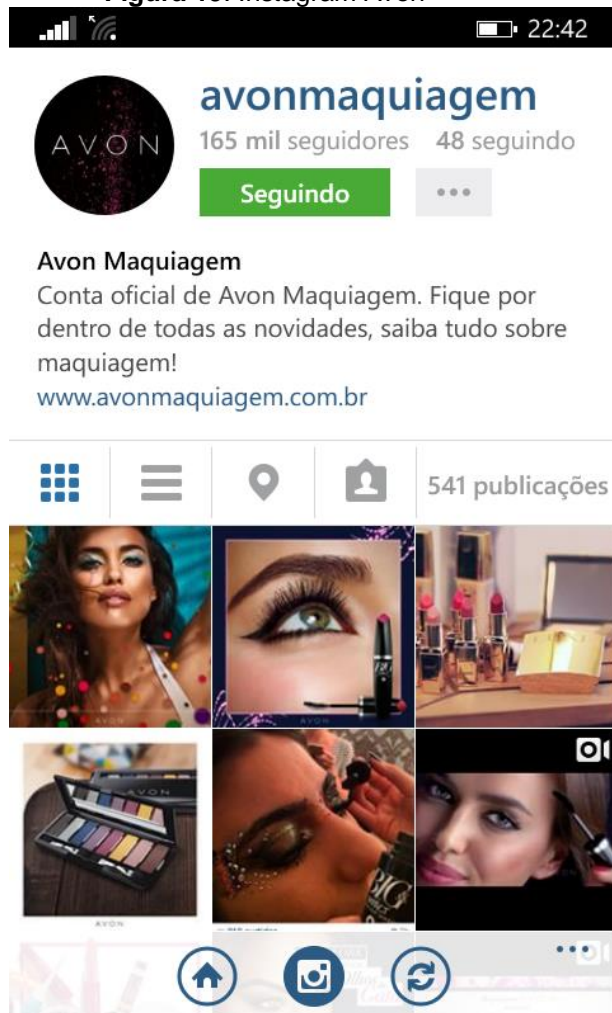 22:42
AVON
avonmaquiagem
165 mil seguidores 48 seguindo
Seguindo
Avon Maquiagem
Conta oficial de Avon Maquiagem. Fique por
dentro de todas as novidades, saiba tudo sobre
maquiagem!
www.avonmaquiagem.com.br
541 publicações
AVON
AVON
AVON
AVON
BIG